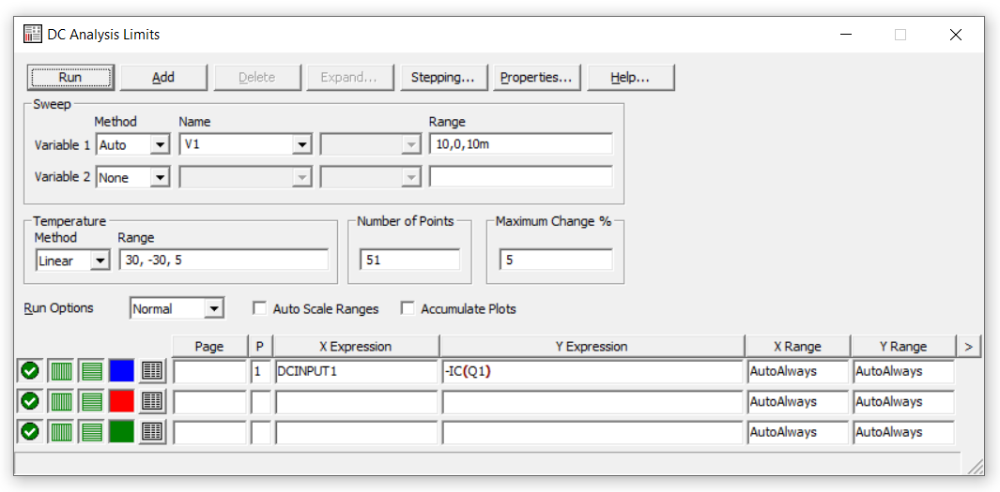 DC Analysis Limits
Run Add Delete Expand... Stepping... Properties... Help...
Sweep
Method Name Range
Variable 1 Auto V1 10,0,10m
Variable 2 None
Temperature Number of Points Maximum Change %
Method Range
Linear 30, -30, 5 51 5
Run Options Normal Auto Scale Ranges Accumulate Plots
Page P X Expression Y Expression X Range Y Range >
1 DCINPUT1 -IC(Q1) AutoAlways AutoAlways
AutoAlways AutoAlways
AutoAlways AutoAlways